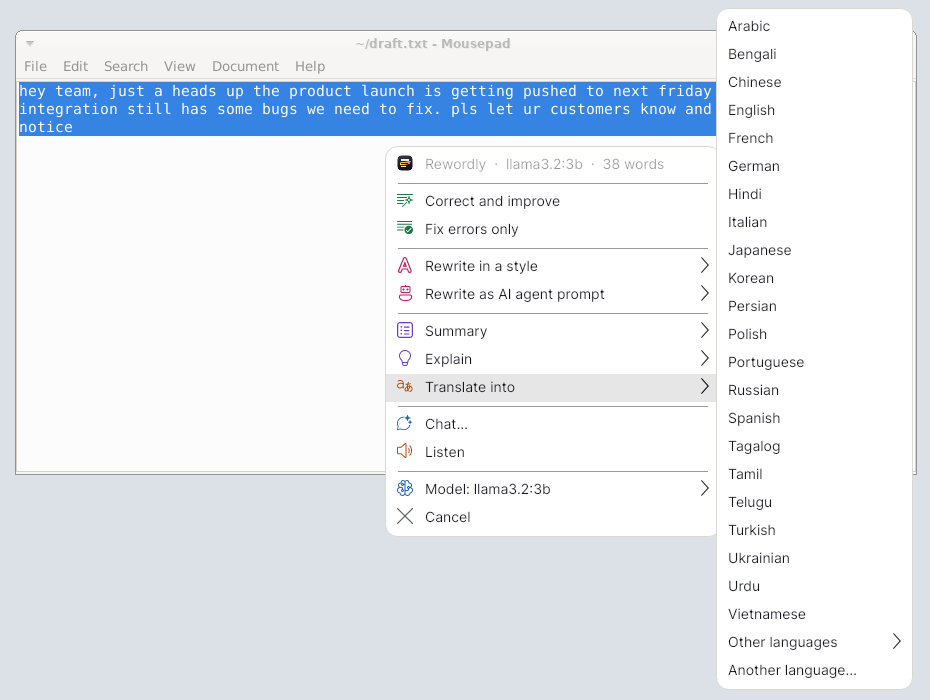 ~/draft.txt - Mousepad
File Edit Search View Document Help
hey team, just a heads up the product launch is getting pushed to next friday
integration still has some bugs we need to fix. pls let ur customers know and
notice
Rewordly · llama3.2:3b · 38 words
Correct and improve
Fix errors only
Rewrite in a style
Rewrite as AI agent prompt
Summary
Explain
Translate into
Chat...
Listen
Model: llama3.2:3b
Cancel
Arabic
Bengali
Chinese
English
French
German
Hindi
Italian
Japanese
Korean
Persian
Polish
Portuguese
Russian
Spanish
Tagalog
Tamil
Telugu
Turkish
Ukrainian
Urdu
Vietnamese
Other languages
Another language...